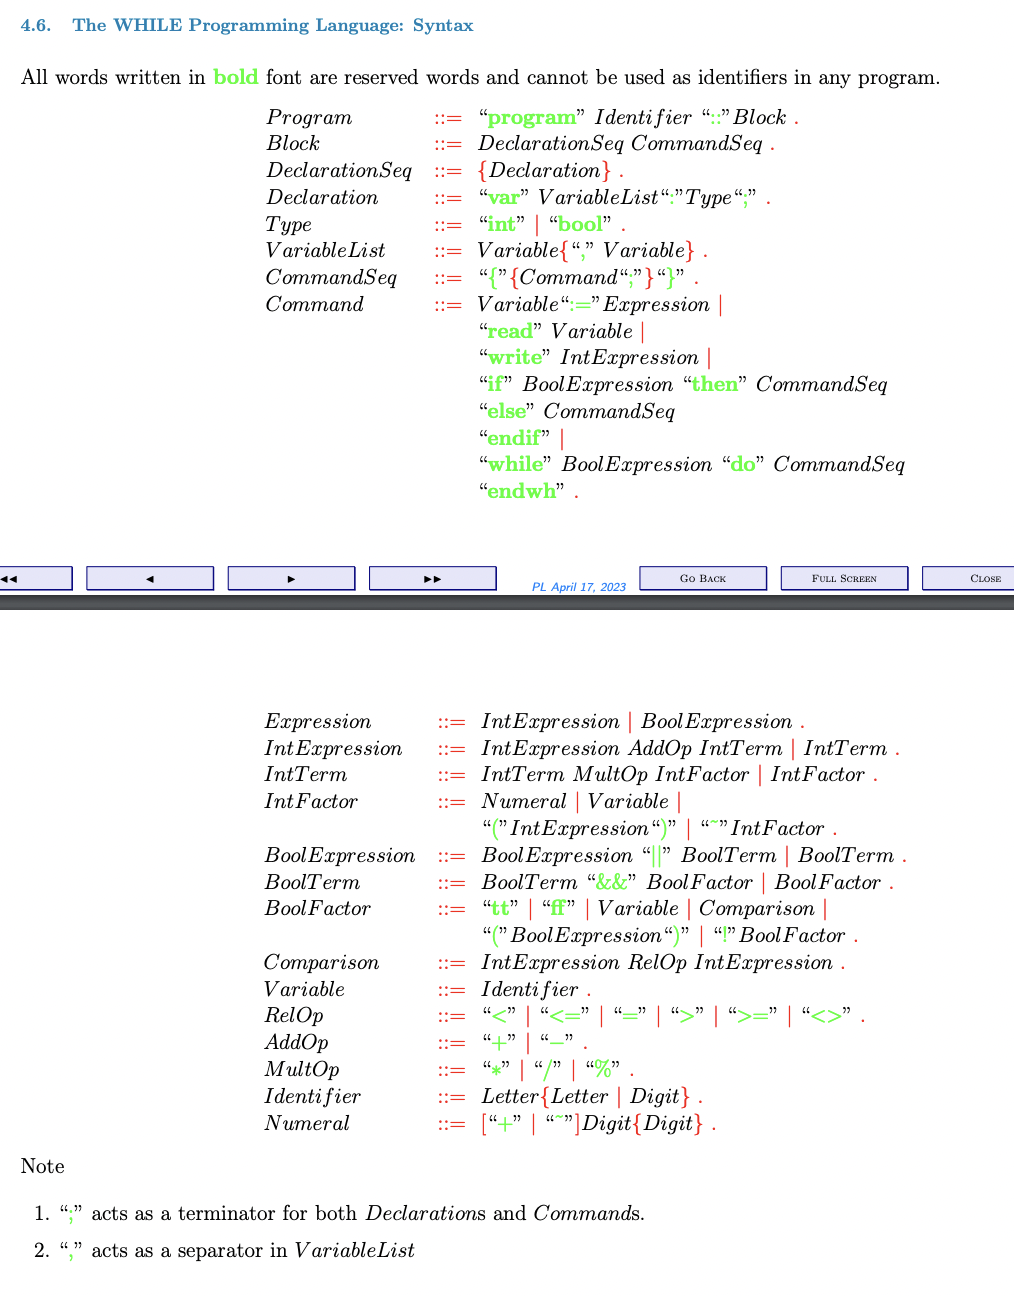 4.6. The WHILE Programming Language: Syntax
All words written in bold font are reserved words and cannot be used as identifiers in any program.
Program ::= “program” Identifier “::” Block .
Block ::= DeclarationSeq CommandSeq .
DeclarationSeq ::= {Declaration} .
Declaration ::= “var” VariableList“:”Type“;” .
Type ::= “int” | “bool” .
VariableList ::= Variable{“,” Variable} .
CommandSeq ::= “{”{Command“;”}“}” .
Command ::= Variable“:=”Expression |
“read” Variable |
“write” IntExpression |
“if” BoolExpression “then” CommandSeq
“else” CommandSeq
“endif” |
“while” BoolExpression “do” CommandSeq
“endwh” .
◀◀ ◀ ▶ ▶▶ PL April 17, 2023 Go Back Full Screen Close
Expression ::= IntExpression | BoolExpression .
IntExpression ::= IntExpression AddOp IntTerm | IntTerm .
IntTerm ::= IntTerm MultOp IntFactor | IntFactor .
IntFactor ::= Numeral | Variable |
“(”IntExpression“)” | “~”IntFactor .
BoolExpression ::= BoolExpression “||” BoolTerm | BoolTerm .
BoolTerm ::= BoolTerm “&&” BoolFactor | BoolFactor .
BoolFactor ::= “tt” | “ff” | Variable | Comparison |
“(”BoolExpression“)” | “!”BoolFactor .
Comparison ::= IntExpression RelOp IntExpression .
Variable ::= Identifier .
RelOp ::= “<” | “<=” | “=” | “>” | “>=” | “<>” .
AddOp ::= “+” | “−” .
MultOp ::= “*” | “/” | “%” .
Identifier ::= Letter{Letter | Digit} .
Numeral ::= [“+” | “~”]Digit{Digit} .
Note
1. “;” acts as a terminator for both Declarations and Commands.
2. “,” acts as a separator in VariableList